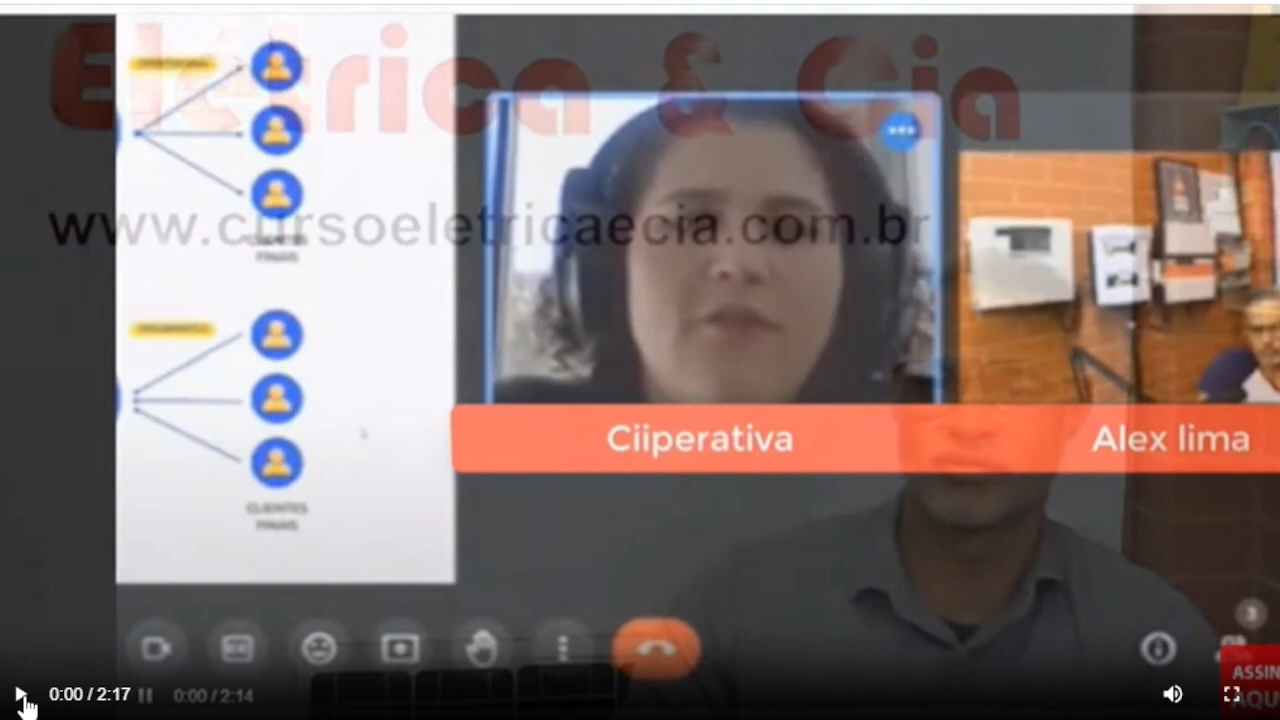 Elétrica & Cia
www.cursoeletricaecia.com.br
FINAIS
CLIENTES
FINAIS
Ciiperativa
Alex lima
3
0:00 / 2:17
0:00 / 2:14
ASSIN
AQU